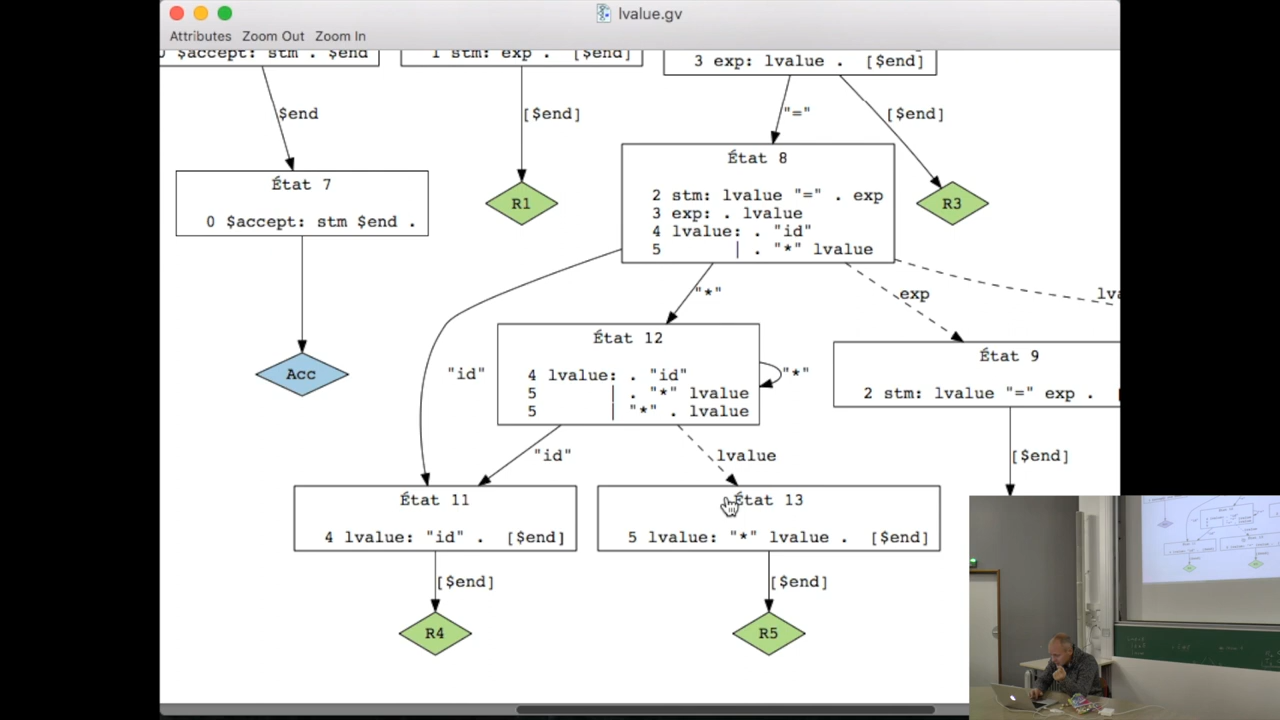 lvalue.gv
Attributes Zoom Out Zoom In
0 $accept: stm . $end
1 stm: exp . [$end]
3 exp: lvalue . [$end]
$end
[$end]
"="
[$end]
État 7
0 $accept: stm $end .
R1
État 8
2 stm: lvalue "=" . exp
3 exp: . lvalue
4 lvalue: . "id"
5 | . "*" lvalue
R3
"*"
exp
Acc
"id"
État 12
4 lvalue: . "id"
5 | . "*" lvalue
5 | "*" . lvalue
"*"
État 9
2 stm: lvalue "=" exp .
"id"
lvalue
[$end]
État 11
4 lvalue: "id" . [$end]
État 13
5 lvalue: "*" lvalue . [$end]
[$end]
[$end]
R4
R5